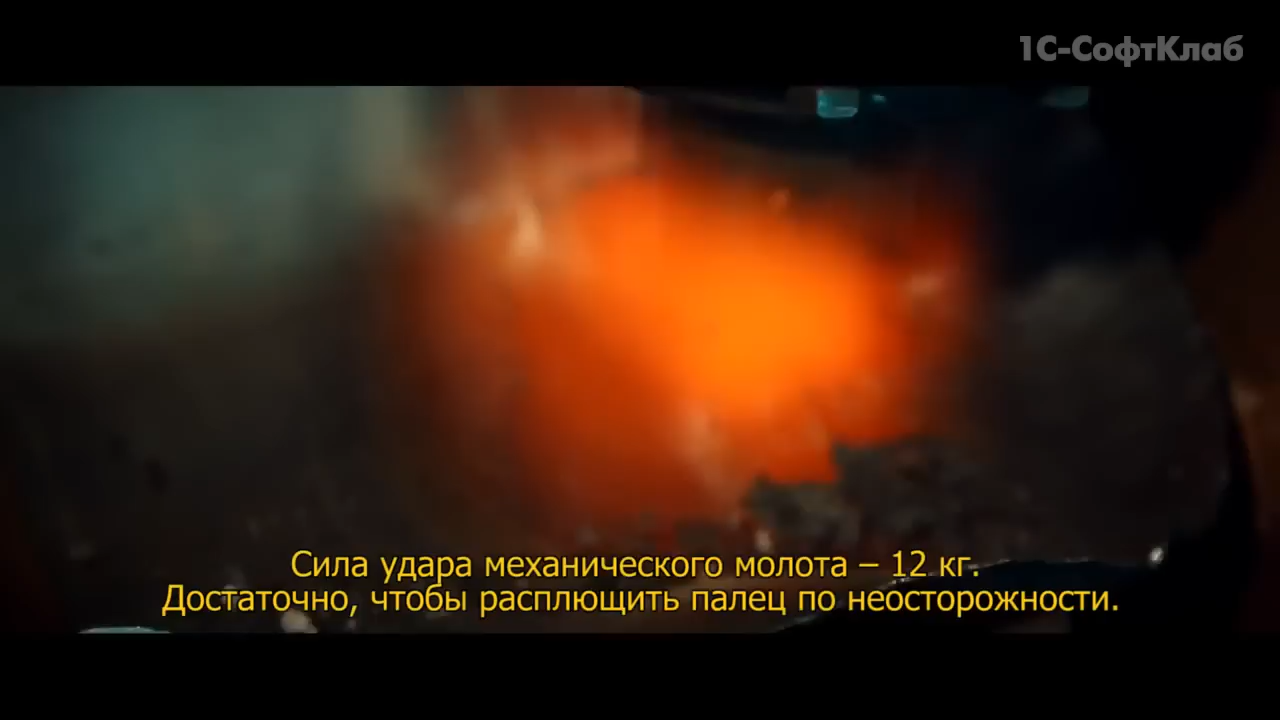 1С-СофтКлаб
Сила удара механического молота – 12 кг.
Достаточно, чтобы расплющить палец по неосторожности.